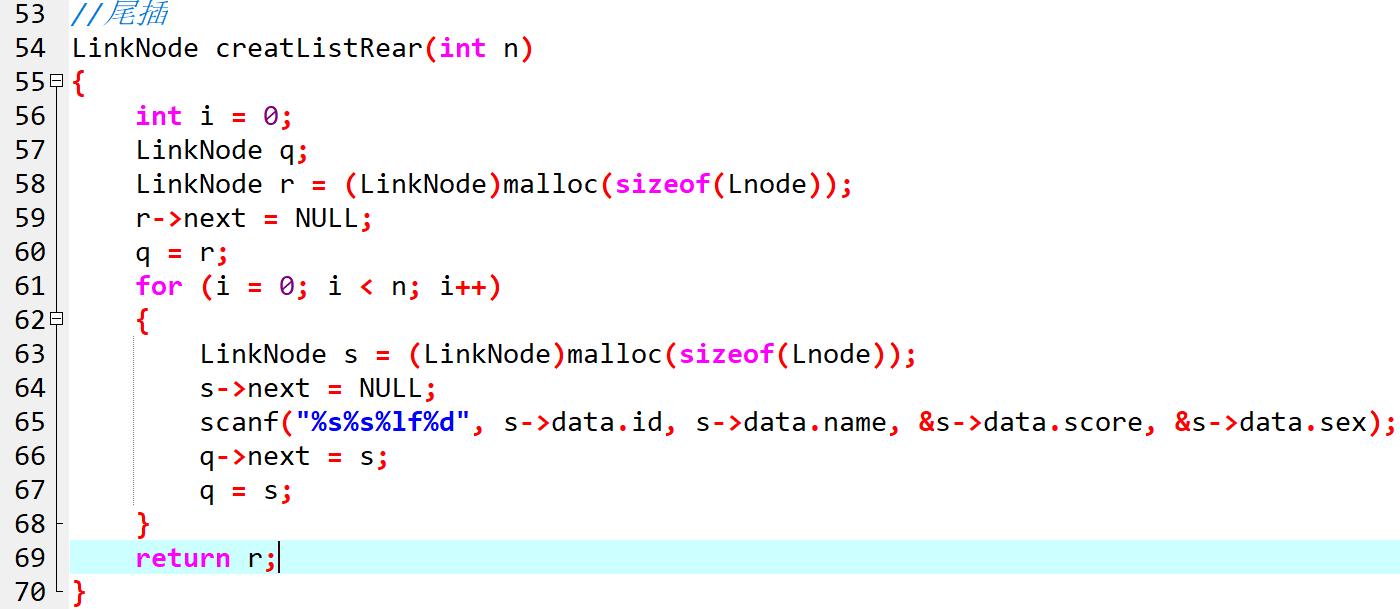 53 //尾插
54 LinkNode creatListRear(int n)
55 {
56 int i = 0;
57 LinkNode q;
58 LinkNode r = (LinkNode)malloc(sizeof(Lnode));
59 r->next = NULL;
60 q = r;
61 for (i = 0; i < n; i++)
62 {
63 LinkNode s = (LinkNode)malloc(sizeof(Lnode));
64 s->next = NULL;
65 scanf("%s%s%lf%d", s->data.id, s->data.name, &s->data.score, &s->data.sex);
66 q->next = s;
67 q = s;
68 }
69 return r;
70 }